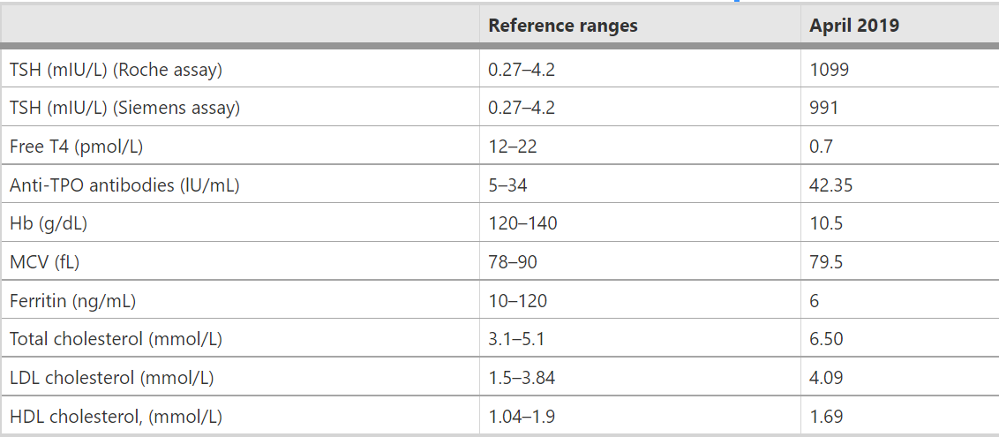 Reference ranges April 2019
TSH (mIU/L) (Roche assay) 0.27–4.2 1099
TSH (mIU/L) (Siemens assay) 0.27–4.2 991
Free T4 (pmol/L) 12–22 0.7
Anti-TPO antibodies (lU/mL) 5–34 42.35
Hb (g/dL) 120–140 10.5
MCV (fL) 78–90 79.5
Ferritin (ng/mL) 10–120 6
Total cholesterol (mmol/L) 3.1–5.1 6.50
LDL cholesterol (mmol/L) 1.5–3.84 4.09
HDL cholesterol, (mmol/L) 1.04–1.9 1.69